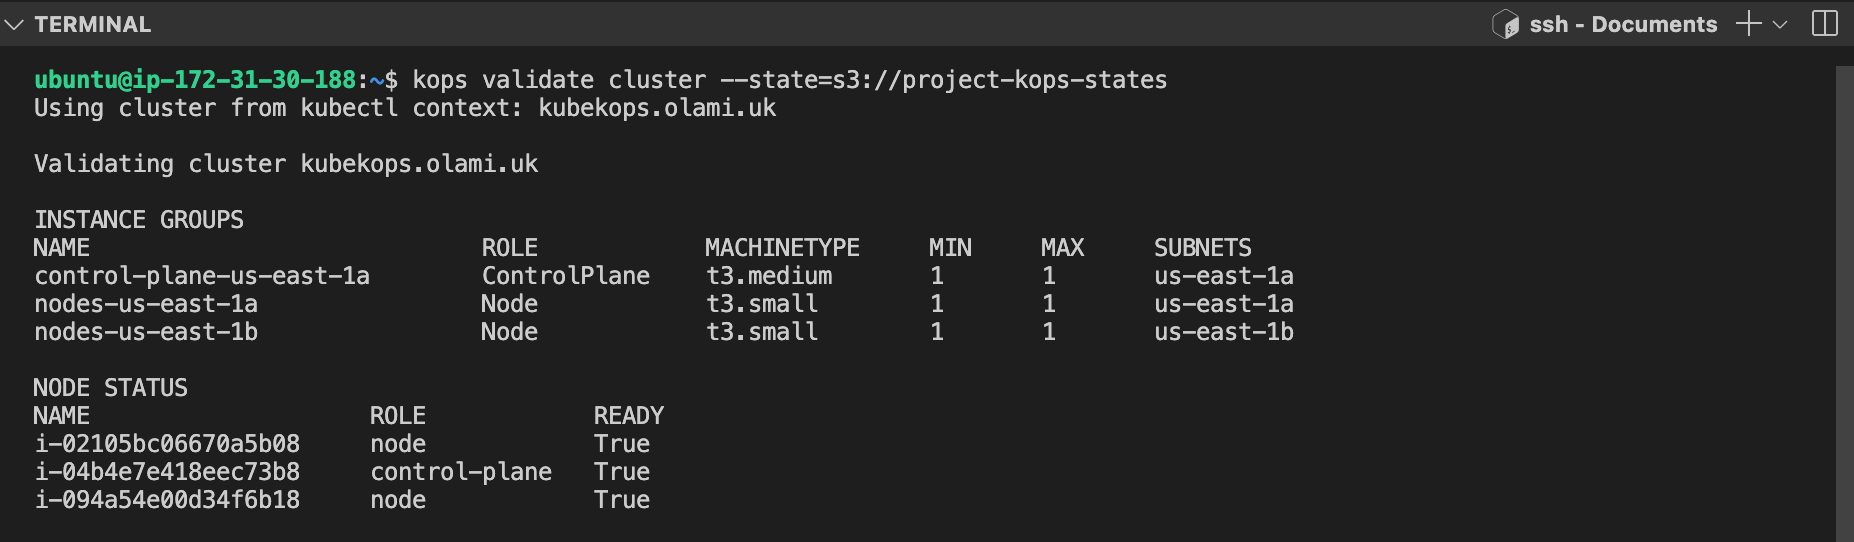 TERMINAL
ssh - Documents
ubuntu@ip-172-31-30-188:~$ kops validate cluster --state=s3://project-kops-states
Using cluster from kubectl context: kubekops.olami.uk
Validating cluster kubekops.olami.uk
INSTANCE GROUPS
NAME ROLE MACHINETYPE MIN MAX SUBNETS
control-plane-us-east-1a ControlPlane t3.medium 1 1 us-east-1a
nodes-us-east-1a Node t3.small 1 1 us-east-1a
nodes-us-east-1b Node t3.small 1 1 us-east-1b
NODE STATUS
NAME ROLE READY
i-02105bc06670a5b08 node True
i-04b4e7e418eec73b8 control-plane True
i-094a54e00d34f6b18 node True